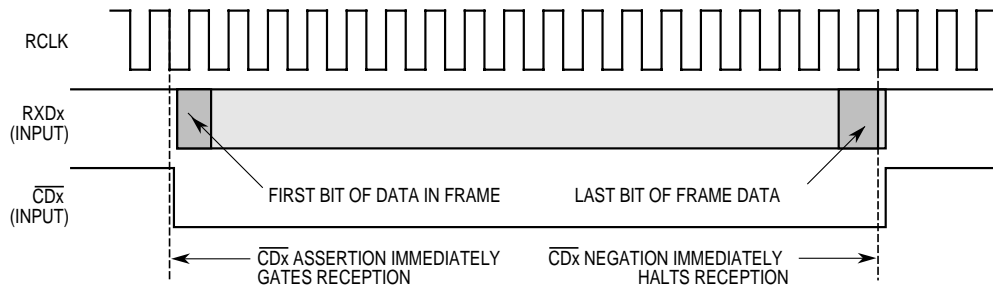 RCLK
RXDx
(INPUT)
FIRST BIT OF DATA IN FRAME
LAST BIT OF FRAME DATA
CDx
(INPUT)
CDx ASSERTION IMMEDIATELY
GATES RECEPTION
CDx NEGATION IMMEDIATELY
HALTS RECEPTION